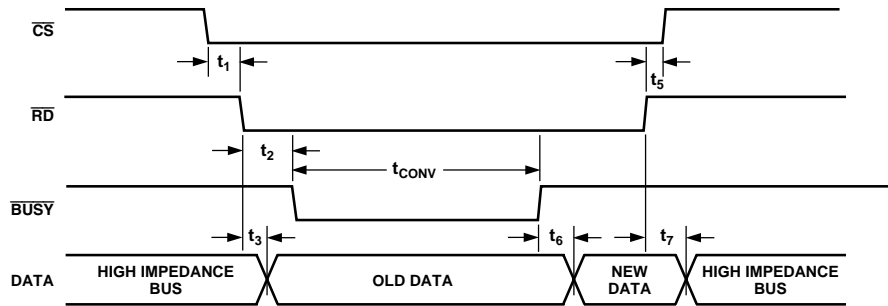 CS
t1
t5
RD
t2
tCONV
BUSY
t3
t6
t7
DATA
HIGH IMPEDANCE
BUS
OLD DATA
NEW
DATA
HIGH IMPEDANCE
BUS